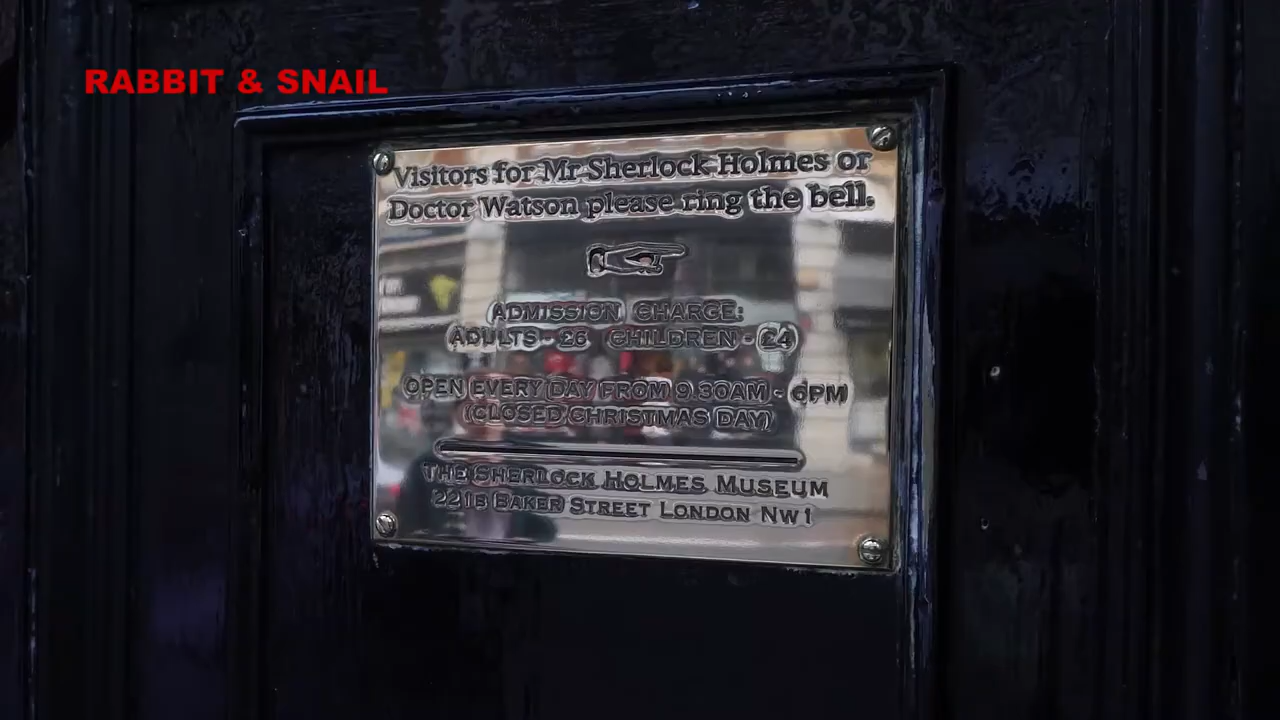 RABBIT & SNAIL
Visitors for Mr Sherlock Holmes or
Doctor Watson please ring the bell.
ADMISSION CHARGE:
ADULTS - £6 CHILDREN - £4
OPEN EVERY DAY FROM 9.30AM - 6PM
(CLOSED CHRISTMAS DAY)
THE SHERLOCK HOLMES MUSEUM
221B BAKER STREET LONDON NW1